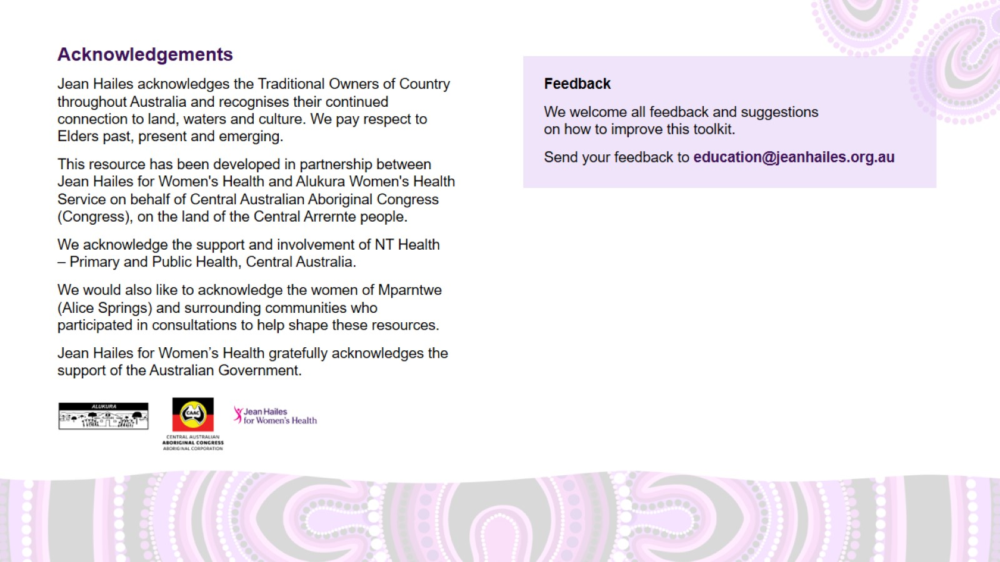 Acknowledgements
Jean Hailes acknowledges the Traditional Owners of Country
throughout Australia and recognises their continued
connection to land, waters and culture. We pay respect to
Elders past, present and emerging.
This resource has been developed in partnership between
Jean Hailes for Women's Health and Alukura Women's Health
Service on behalf of Central Australian Aboriginal Congress
(Congress), on the land of the Central Arrernte people.
We acknowledge the support and involvement of NT Health
– Primary and Public Health, Central Australia.
We would also like to acknowledge the women of Mparntwe
(Alice Springs) and surrounding communities who
participated in consultations to help shape these resources.
Jean Hailes for Women’s Health gratefully acknowledges the
support of the Australian Government.
ALUKURA
CAAC
CENTRAL AUSTRALIAN
ABORIGINAL CONGRESS
ABORIGINAL CORPORATION
Jean Hailes
for Women's Health
Feedback
We welcome all feedback and suggestions
on how to improve this toolkit.
Send your feedback to education@jeanhailes.org.au